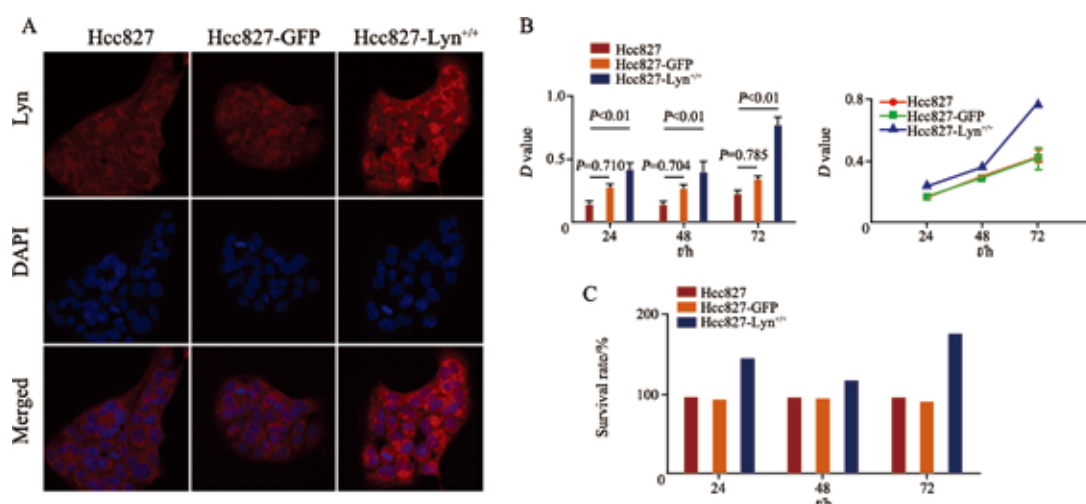 A
Hcc827 Hcc827-GFP Hcc827-Lyn+/+
Lyn
DAPI
Merged
B
Hcc827
Hcc827-GFP
Hcc827-Lyn+/+
1.0
0.5
0
D value
P<0.01
P=0.710
P<0.01
P=0.704
P<0.01
P=0.785
24 48 72
t/h
0.8
0.4
0
D value
Hcc827
Hcc827-GFP
Hcc827-Lyn+/+
24 48 72
t/h
C
Hcc827
Hcc827-GFP
Hcc827-Lyn+/+
200
100
0
Survival rate/%
24 48 72
t/h